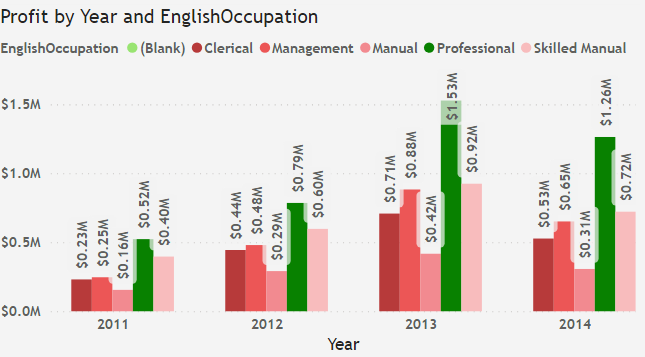 Profit by Year and EnglishOccupation
EnglishOccupation (Blank) Clerical Management Manual Professional Skilled Manual
$1.5M
$1.0M
$0.5M
$0.0M
$0.23M
$0.25M
$0.16M
$0.52M
$0.40M
$0.44M
$0.48M
$0.29M
$0.79M
$0.60M
$0.71M
$0.88M
$0.42M
$1.53M
$0.92M
$0.53M
$0.65M
$0.31M
$1.26M
$0.72M
2011 2012 2013 2014
Year